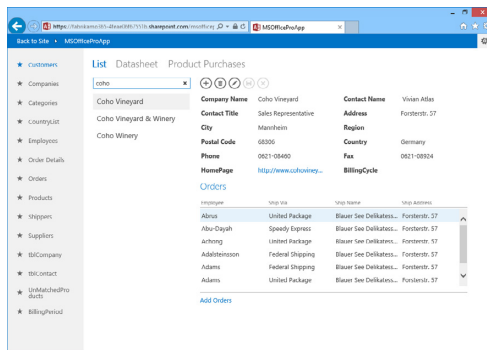 MSOfficeProApp
Back to Site
MSOfficeProApp
Customers
Companies
Categories
CountryList
Employees
Order Details
Orders
Products
Shippers
Suppliers
tblCompany
tblContact
UnMatchedPro
ducts
BillingPeriod
List Datasheet Product Purchases
coho
Coho Vineyard
Coho Vineyard & Winery
Coho Winery
Company Name Coho Vineyard Contact Name Vivian Atlas
Contact Title Sales Representative Address Forsterstr. 57
City Mannheim Region
Postal Code 68306 Country Germany
Phone 0621-08460 Fax 0621-08924
HomePage http://www.cohoviney... BillingCycle
Orders
Employee Ship Via Ship Name Ship Address
Abrus United Package Blauer See Delikatess... Forsterstr. 57
Abu-Dayah Speedy Express Blauer See Delikatess... Forsterstr. 57
Achong United Package Blauer See Delikatess... Forsterstr. 57
Adalsteinsson Federal Shipping Blauer See Delikatess... Forsterstr. 57
Adams Federal Shipping Blauer See Delikatess... Forsterstr. 57
Adams United Package Blauer See Delikatess... Forsterstr. 57
Add Orders